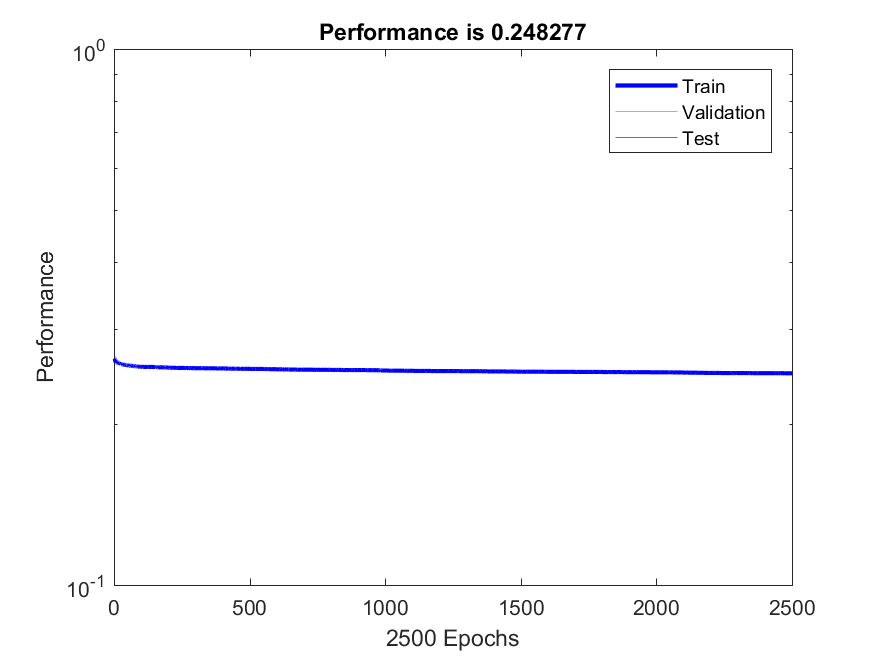 Performance is 0.248277
10^0
Train
Validation
Test
Performance
10^-1
0 500 1000 1500 2000 2500
2500 Epochs